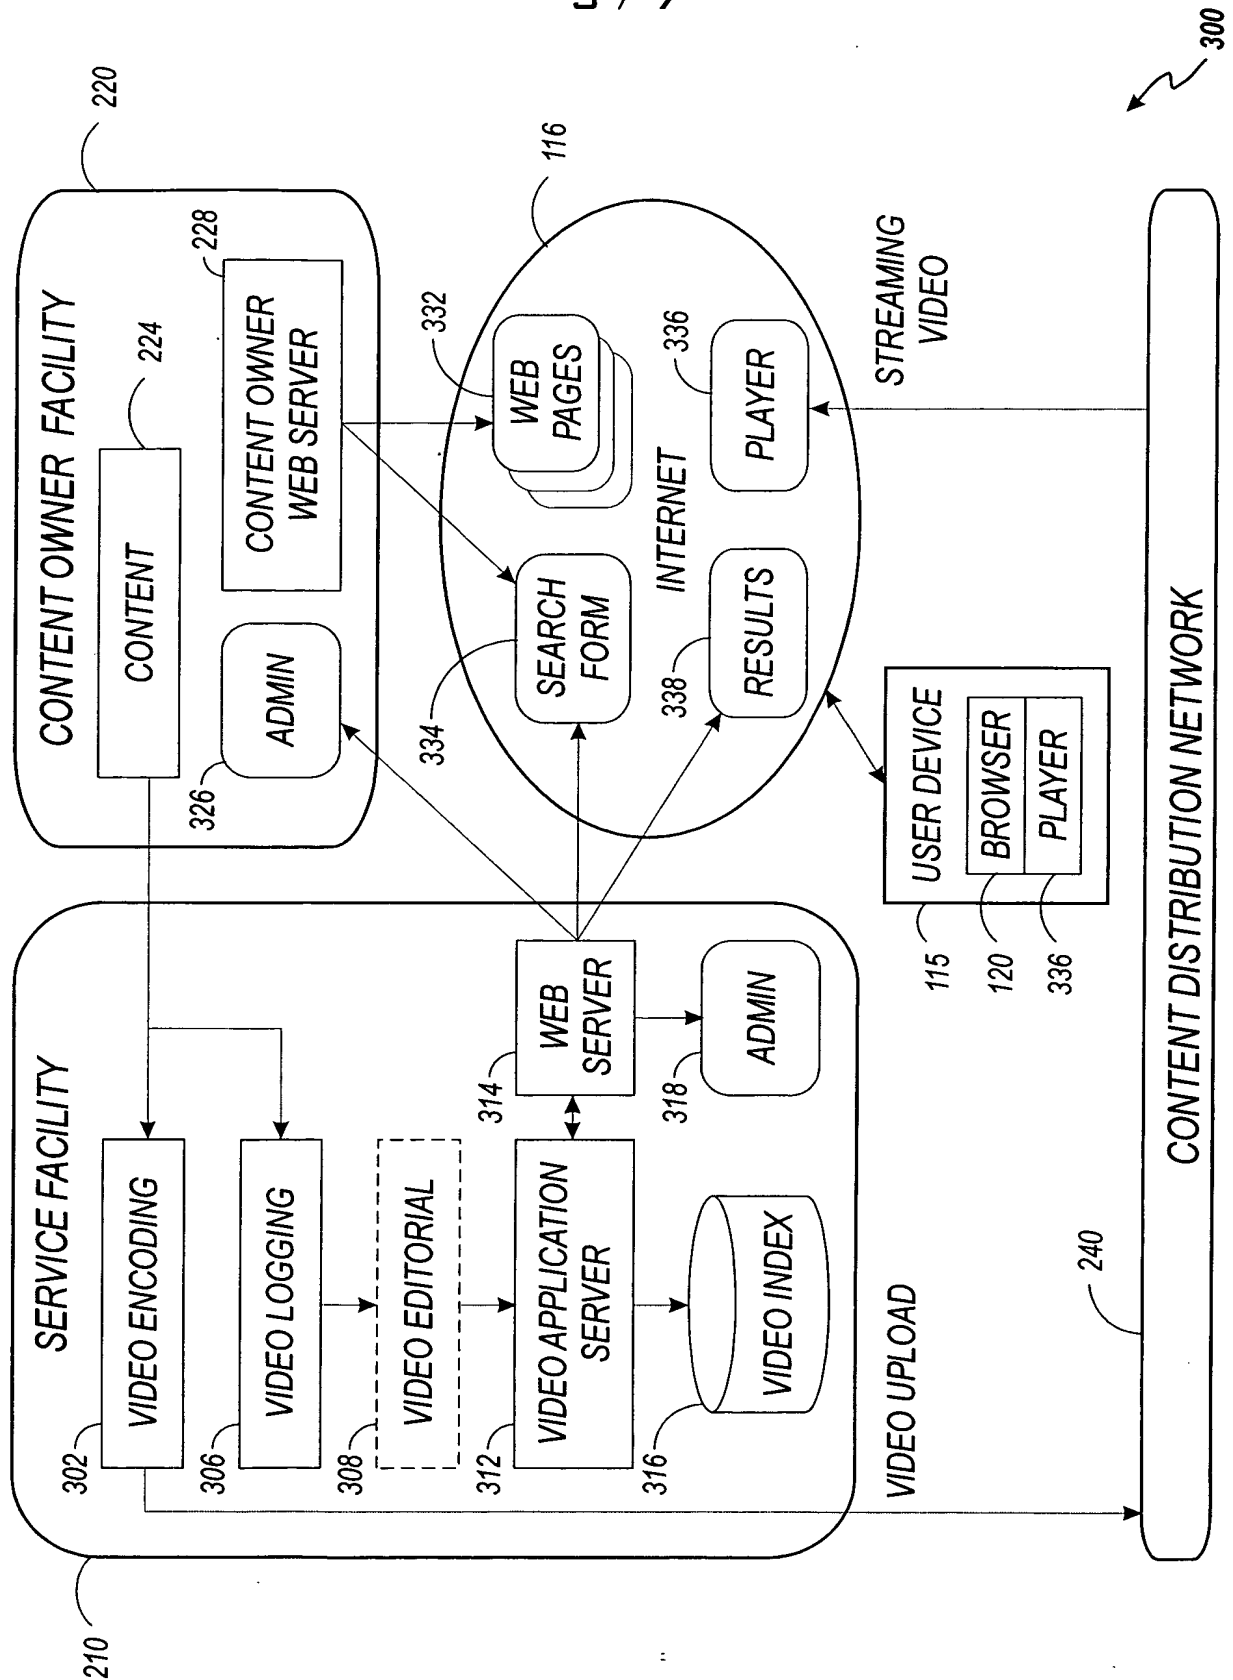 300
SERVICE FACILITY
210
VIDEO ENCODING
302
VIDEO LOGGING
306
VIDEO EDITORIAL
308
VIDEO APPLICATION
SERVER
312
VIDEO INDEX
316
WEB
SERVER
314
ADMIN
318
CONTENT OWNER FACILITY
220
CONTENT
224
ADMIN
326
CONTENT OWNER
WEB SERVER
228
116
SEARCH
FORM
334
WEB
PAGES
332
INTERNET
RESULTS
338
PLAYER
336
USER DEVICE
115
BROWSER
120
PLAYER
336
VIDEO UPLOAD
STREAMING
VIDEO
CONTENT DISTRIBUTION NETWORK
240